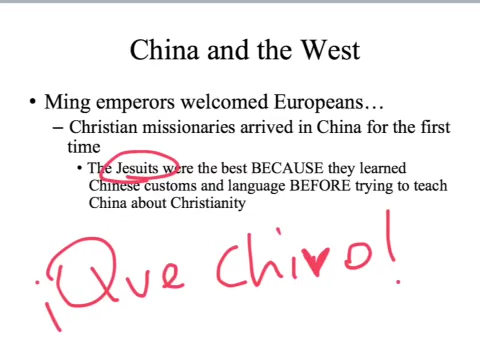 China and the West
• Ming emperors welcomed Europeans…
– Christian missionaries arrived in China for the first
time
• The Jesuits were the best BECAUSE they learned
Chinese customs and language BEFORE trying to teach
China about Christianity
¡Que chivo!